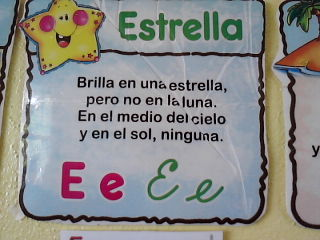 Estrella
Brilla en una estrella,
pero no en la luna.
En el medio del cielo
y en el sol, ninguna.
E e E e